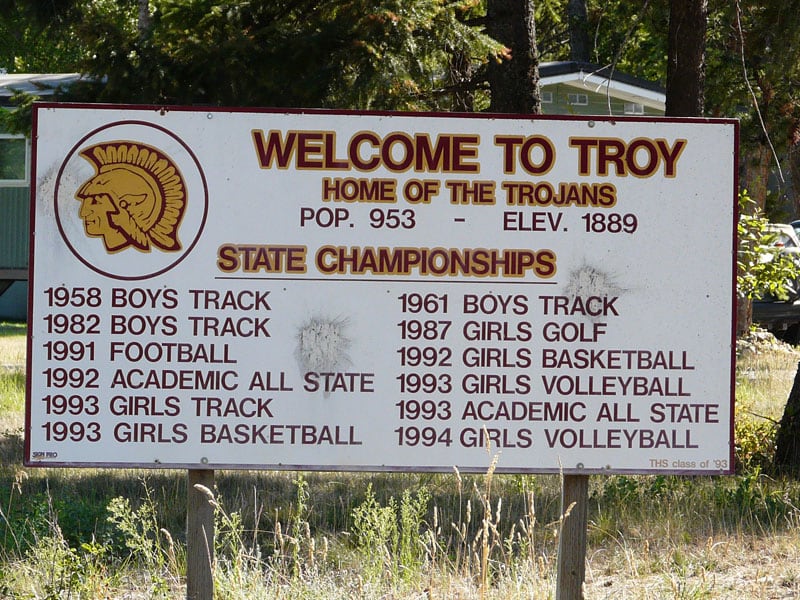 WELCOME TO TROY
HOME OF THE TROJANS
POP. 953 - ELEV. 1889
STATE CHAMPIONSHIPS
1958 BOYS TRACK
1982 BOYS TRACK
1991 FOOTBALL
1992 ACADEMIC ALL STATE
1993 GIRLS TRACK
1993 GIRLS BASKETBALL
1961 BOYS TRACK
1987 GIRLS GOLF
1992 GIRLS BASKETBALL
1993 GIRLS VOLLEYBALL
1993 ACADEMIC ALL STATE
1994 GIRLS VOLLEYBALL
SIGN PRO
THS class of '93